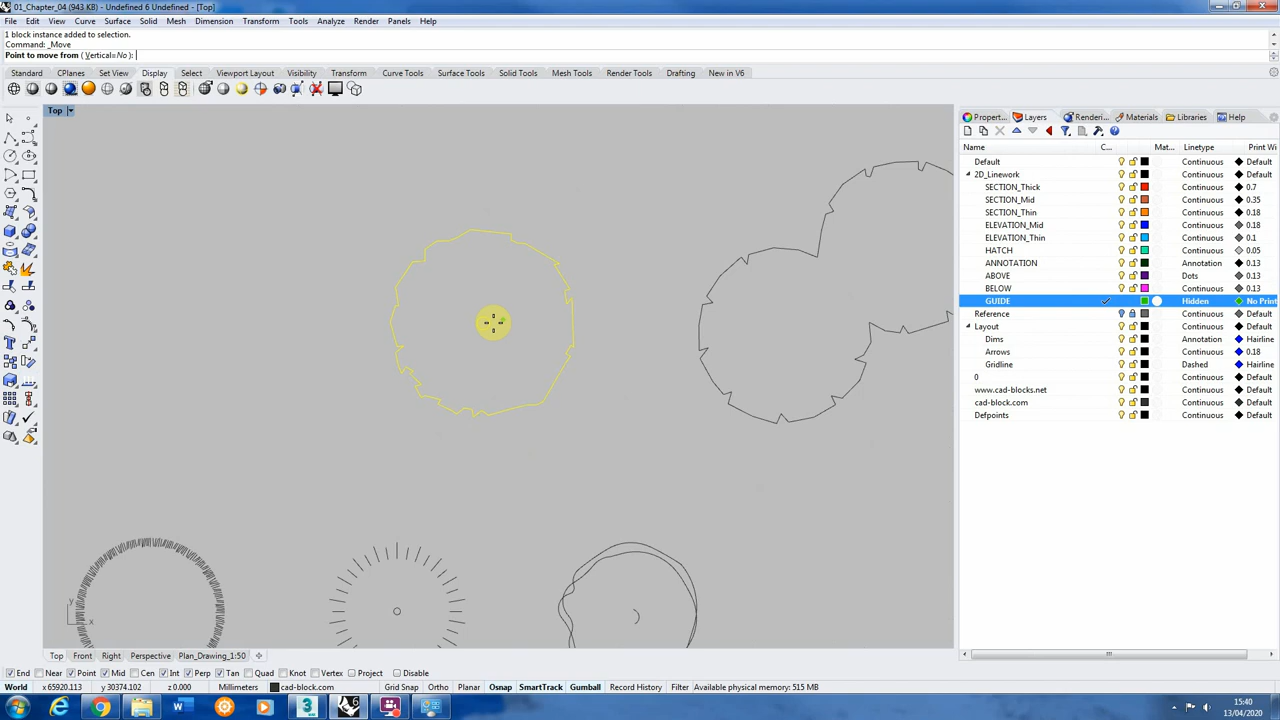 01_Chapter_04 (943 KB) - Undefined 6 Undefined - [Top]
File Edit View Curve Surface Solid Mesh Dimension Transform Tools Analyze Render Panels Help
1 block instance added to selection.
Command: _Move
Point to move from ( Vertical=No ):
Standard CPlanes Set View Display Select Viewport Layout Visibility Transform Curve Tools Surface Tools Solid Tools Mesh Tools Render Tools Drafting New in V6
Top
Propert... Layers Renderi... Materials Libraries Help
Name C... Mat... Linetype Print Wi
Default Continuous Default
2D_Linework Continuous Default
SECTION_Thick Continuous 0.7
SECTION_Mid Continuous 0.35
SECTION_Thin Continuous 0.18
ELEVATION_Mid Continuous 0.18
ELEVATION_Thin Continuous 0.1
HATCH Continuous 0.05
ANNOTATION Annotation 0.13
ABOVE Dots 0.13
BELOW Continuous 0.13
GUIDE Hidden No Print
Reference Continuous Default
Layout Continuous Default
Dims Annotation Hairline
Arrows Continuous 0.18
Gridline Dashed Hairline
0 Continuous Default
www.cad-blocks.net Continuous Default
cad-block.com Continuous Default
Defpoints Continuous Default
y
x
Top Front Right Perspective Plan_Drawing_1:50
End Near Point Mid Cen Int Perp Tan Quad Knot Vertex Project Disable
World x 65920.113 y 30374.102 z 0.000 Millimeters cad-block.com Grid Snap Ortho Planar Osnap SmartTrack Gumball Record History Filter Available physical memory: 515 MB
15:40
13/04/2020